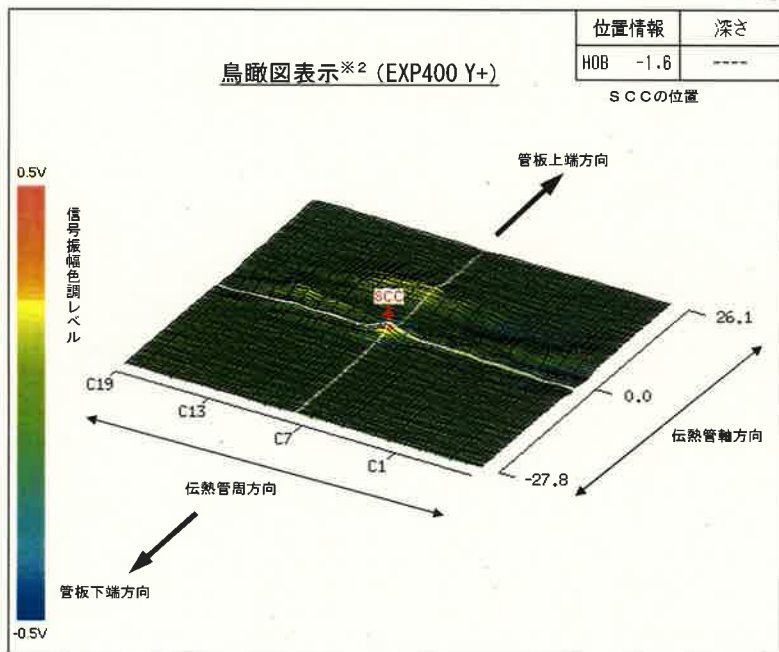 位置情報 深さ
HOB -1.6 ----
SCCの位置
鳥瞰図表示※2 (EXP400 Y+)
管板上端方向
0.5V
信号振幅色調レベル
SCC
26.1
0.0
-27.8
伝熱管軸方向
C19
C13
C7
C1
伝熱管周方向
管板下端方向
-0.5V